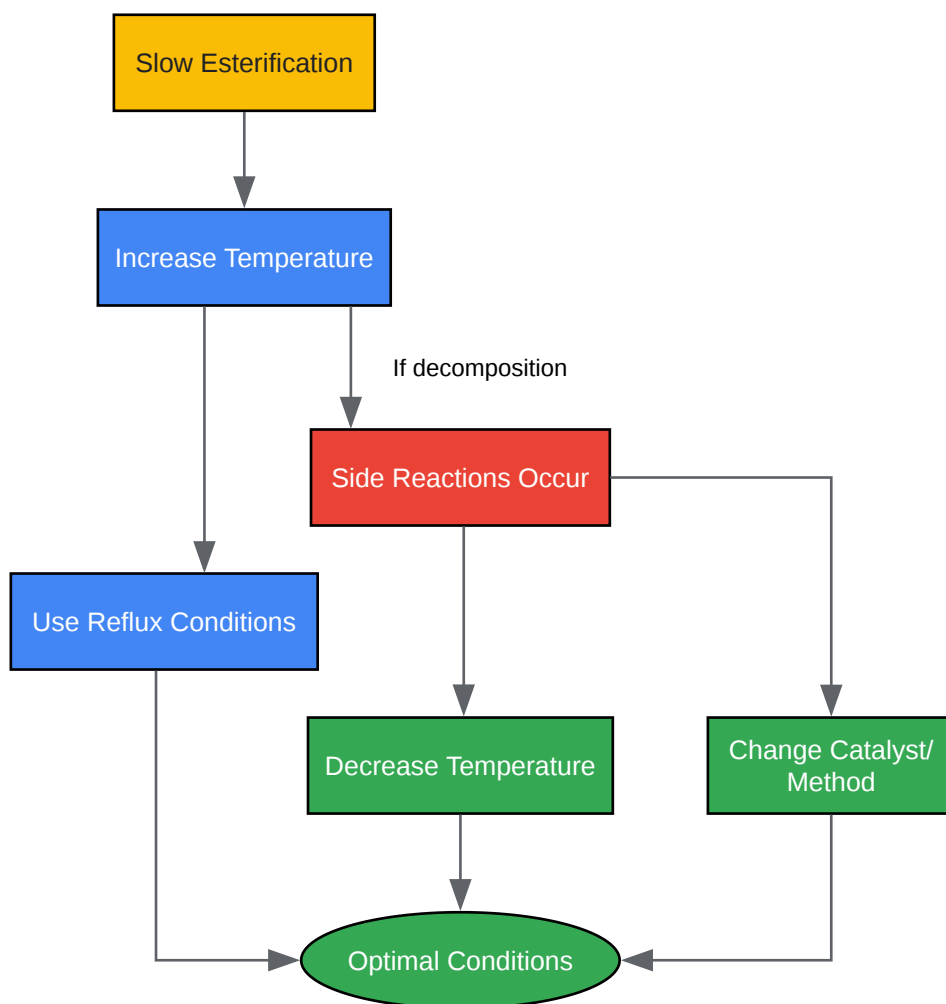 Slow Esterification
Increase Temperature
If decomposition
Side Reactions Occur
Use Reflux Conditions
Decrease Temperature
Change Catalyst/
Method
Optimal Conditions